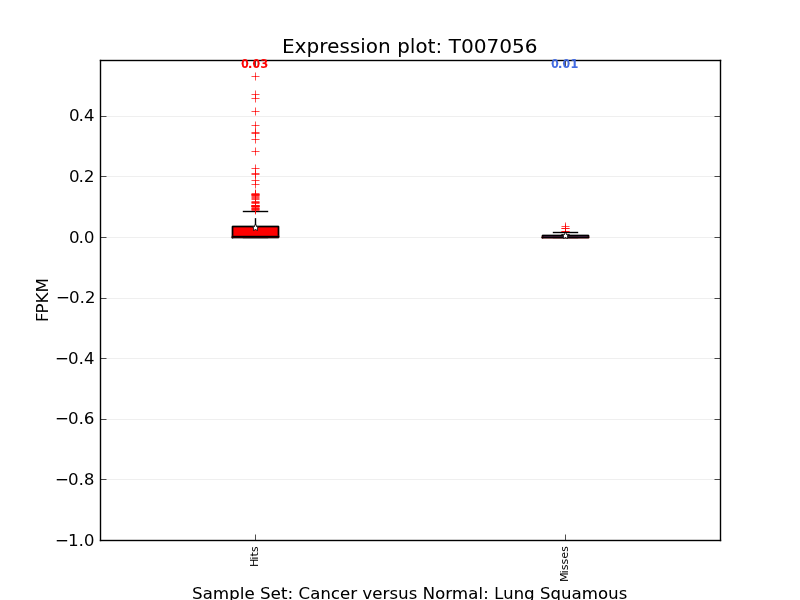 Expression plot: T007056
0.03
0.01
0.4
0.2
0.0
−0.2
−0.4
−0.6
−0.8
−1.0
FPKM
Hits
Misses
Sample Set: Cancer versus Normal: Lung Squamous